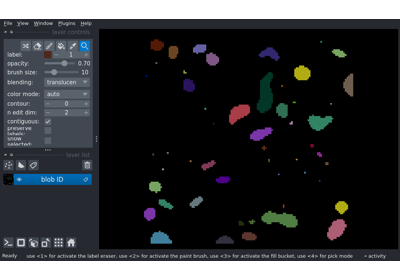 File View Window Plugins Help
layer controls
label: 1
opacity: 0.70
brush size: 10
blending: translucen
color mode: auto
contour: 0
n edit dim: 2
contiguous: ✓
preserve
labels:
show
selected:
layer list
blob ID
Ready use <1> for activate the label eraser, use <2> for activate the paint brush, use <3> for activate the fill bucket, use <4> for pick mode activity